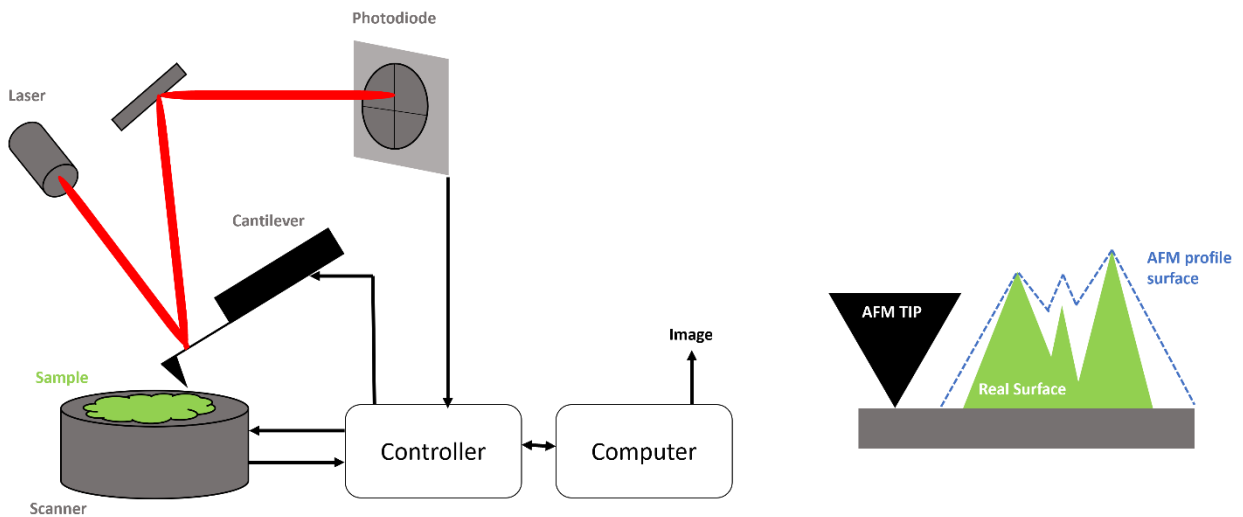 Photodiode
Laser
Cantilever
Sample
Scanner
Controller
Computer
Image
AFM TIP
AFM profile
surface
Real Surface